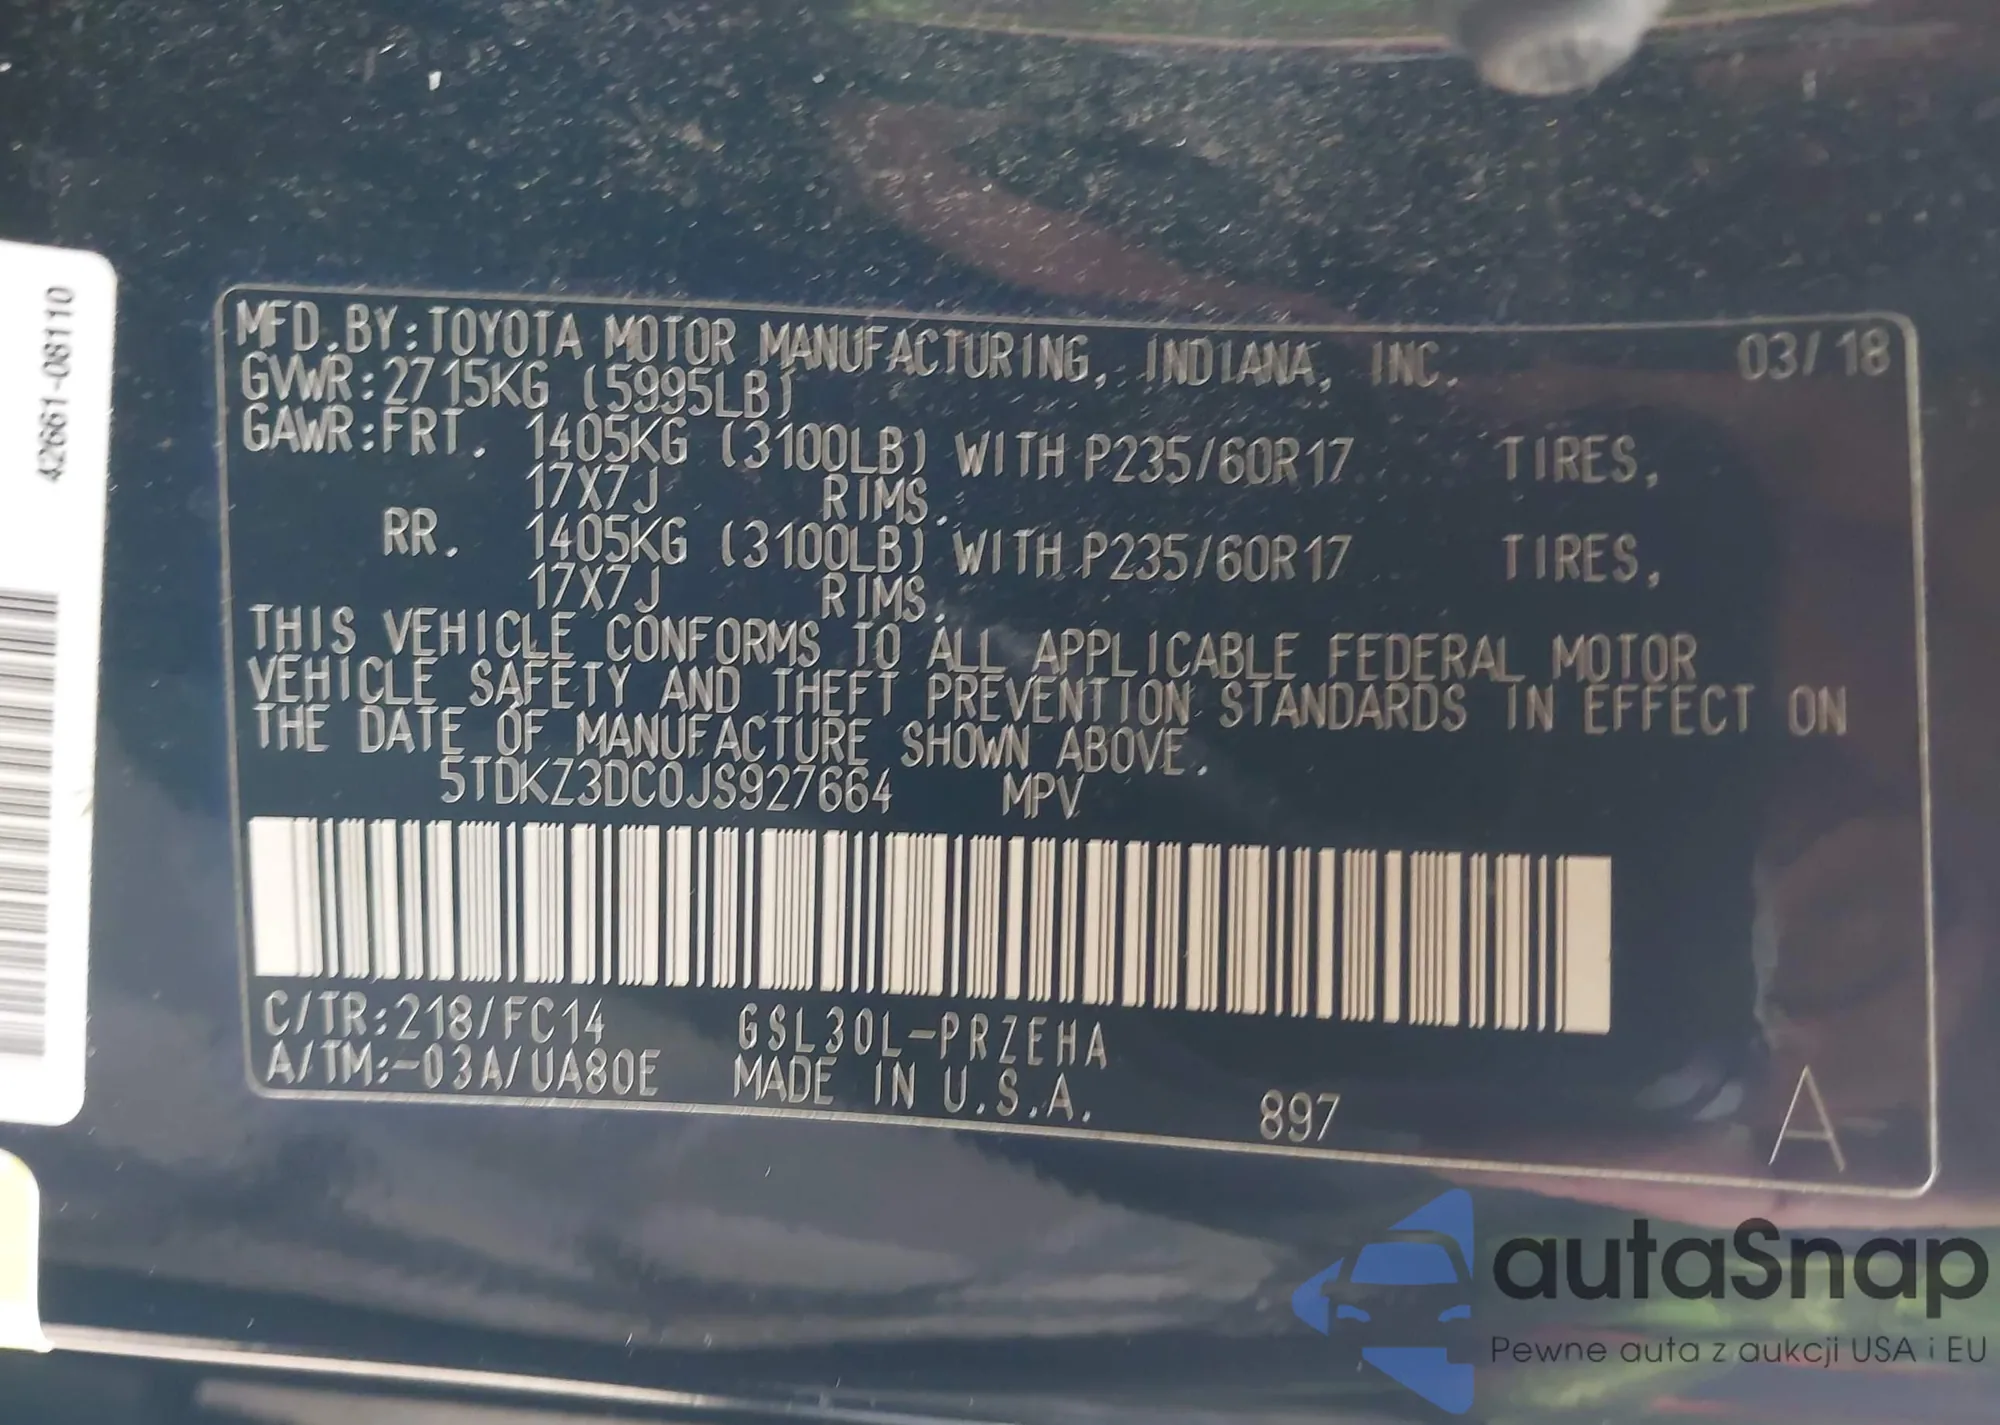 42661-08110
MFD.BY:TOYOTA MOTOR MANUFACTURING, INDIANA, INC. 03/18
GVWR:2715KG (5995LB)
GAWR:FRT. 1405KG (3100LB) WITH P235/60R17 TIRES,
17X7J RIMS.
RR. 1405KG (3100LB) WITH P235/60R17 TIRES,
17X7J RIMS.
THIS VEHICLE CONFORMS TO ALL APPLICABLE FEDERAL MOTOR
VEHICLE SAFETY AND THEFT PREVENTION STANDARDS IN EFFECT ON
THE DATE OF MANUFACTURE SHOWN ABOVE.
5TDKZ3DC0JS927664 MPV
C/TR:218/FC14 GSL30L-PRZEHA
A/TM:-03A/UA80E MADE IN U.S.A. 897
A
autaSnap
Pewne auta z aukcji USA i EU